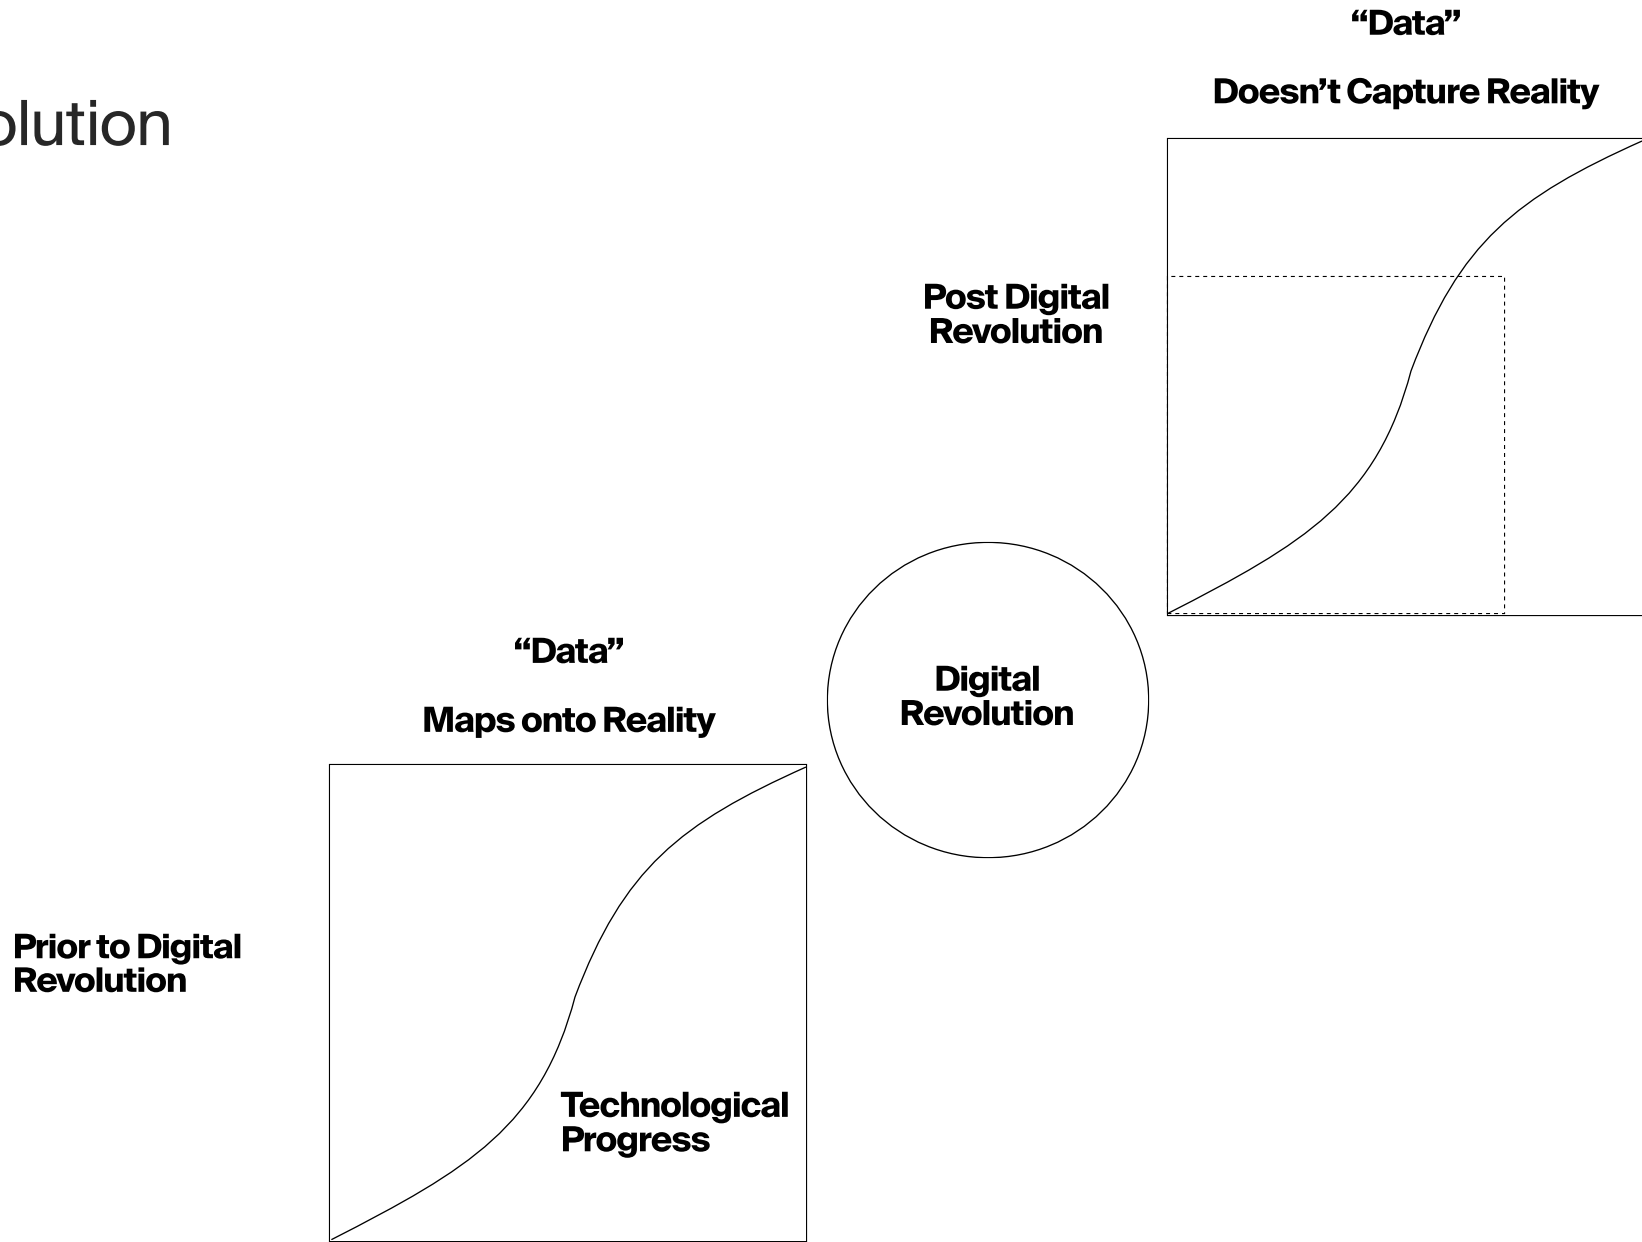 olution
“Data”
Doesn’t Capture Reality
Post Digital
Revolution
Digital
Revolution
“Data”
Maps onto Reality
Prior to Digital
Revolution
Technological
Progress